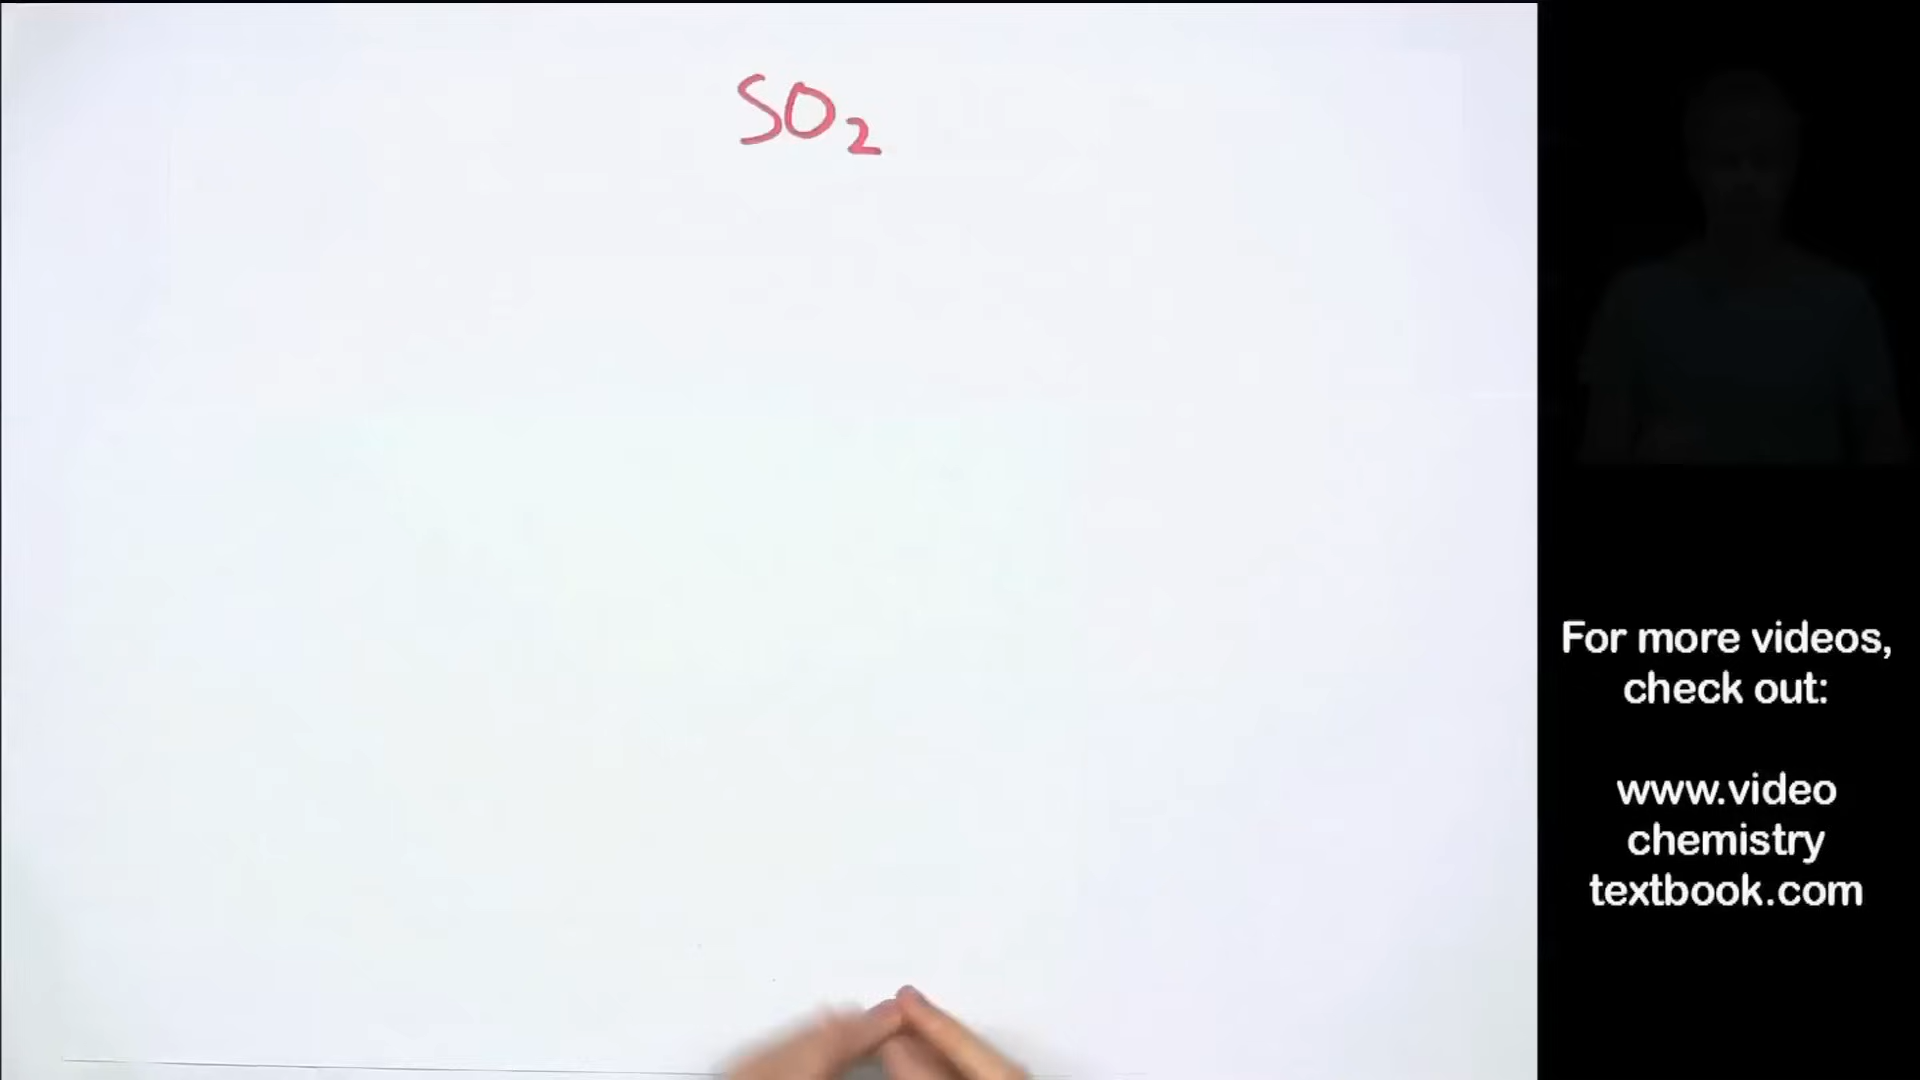 SO₂
For more videos,
check out:
www.video
chemistry
textbook.com